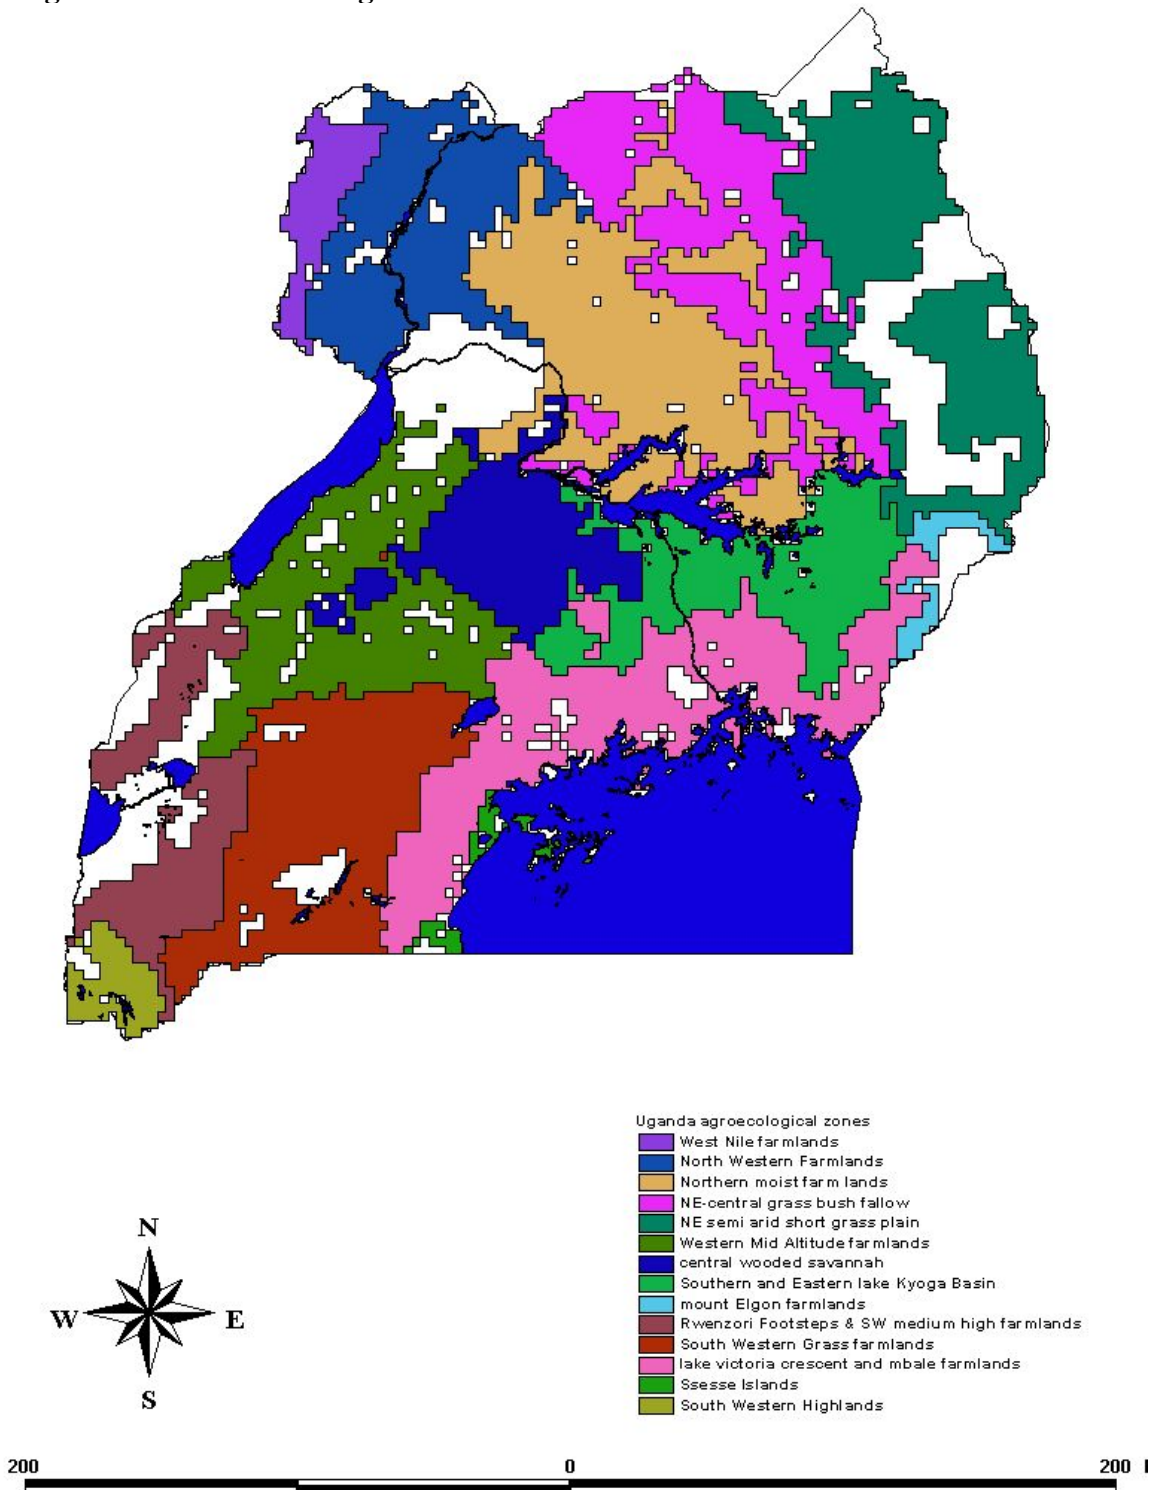 Uganda agroecological zones
West Nile farmlands
North Western Farmlands
Northern moist farm lands
NE-central grass bush fallow
NE semi arid short grass plain
Western Mid Altitude farmlands
central wooded savannah
Southern and Eastern lake Kyoga Basin
mount Elgon farmlands
Rwenzori Footsteps & SW medium high farmlands
South Western Grass farmlands
lake victoria crescent and mbale farmlands
Ssesse Islands
South Western Highlands
N
W E
S
200 0 200